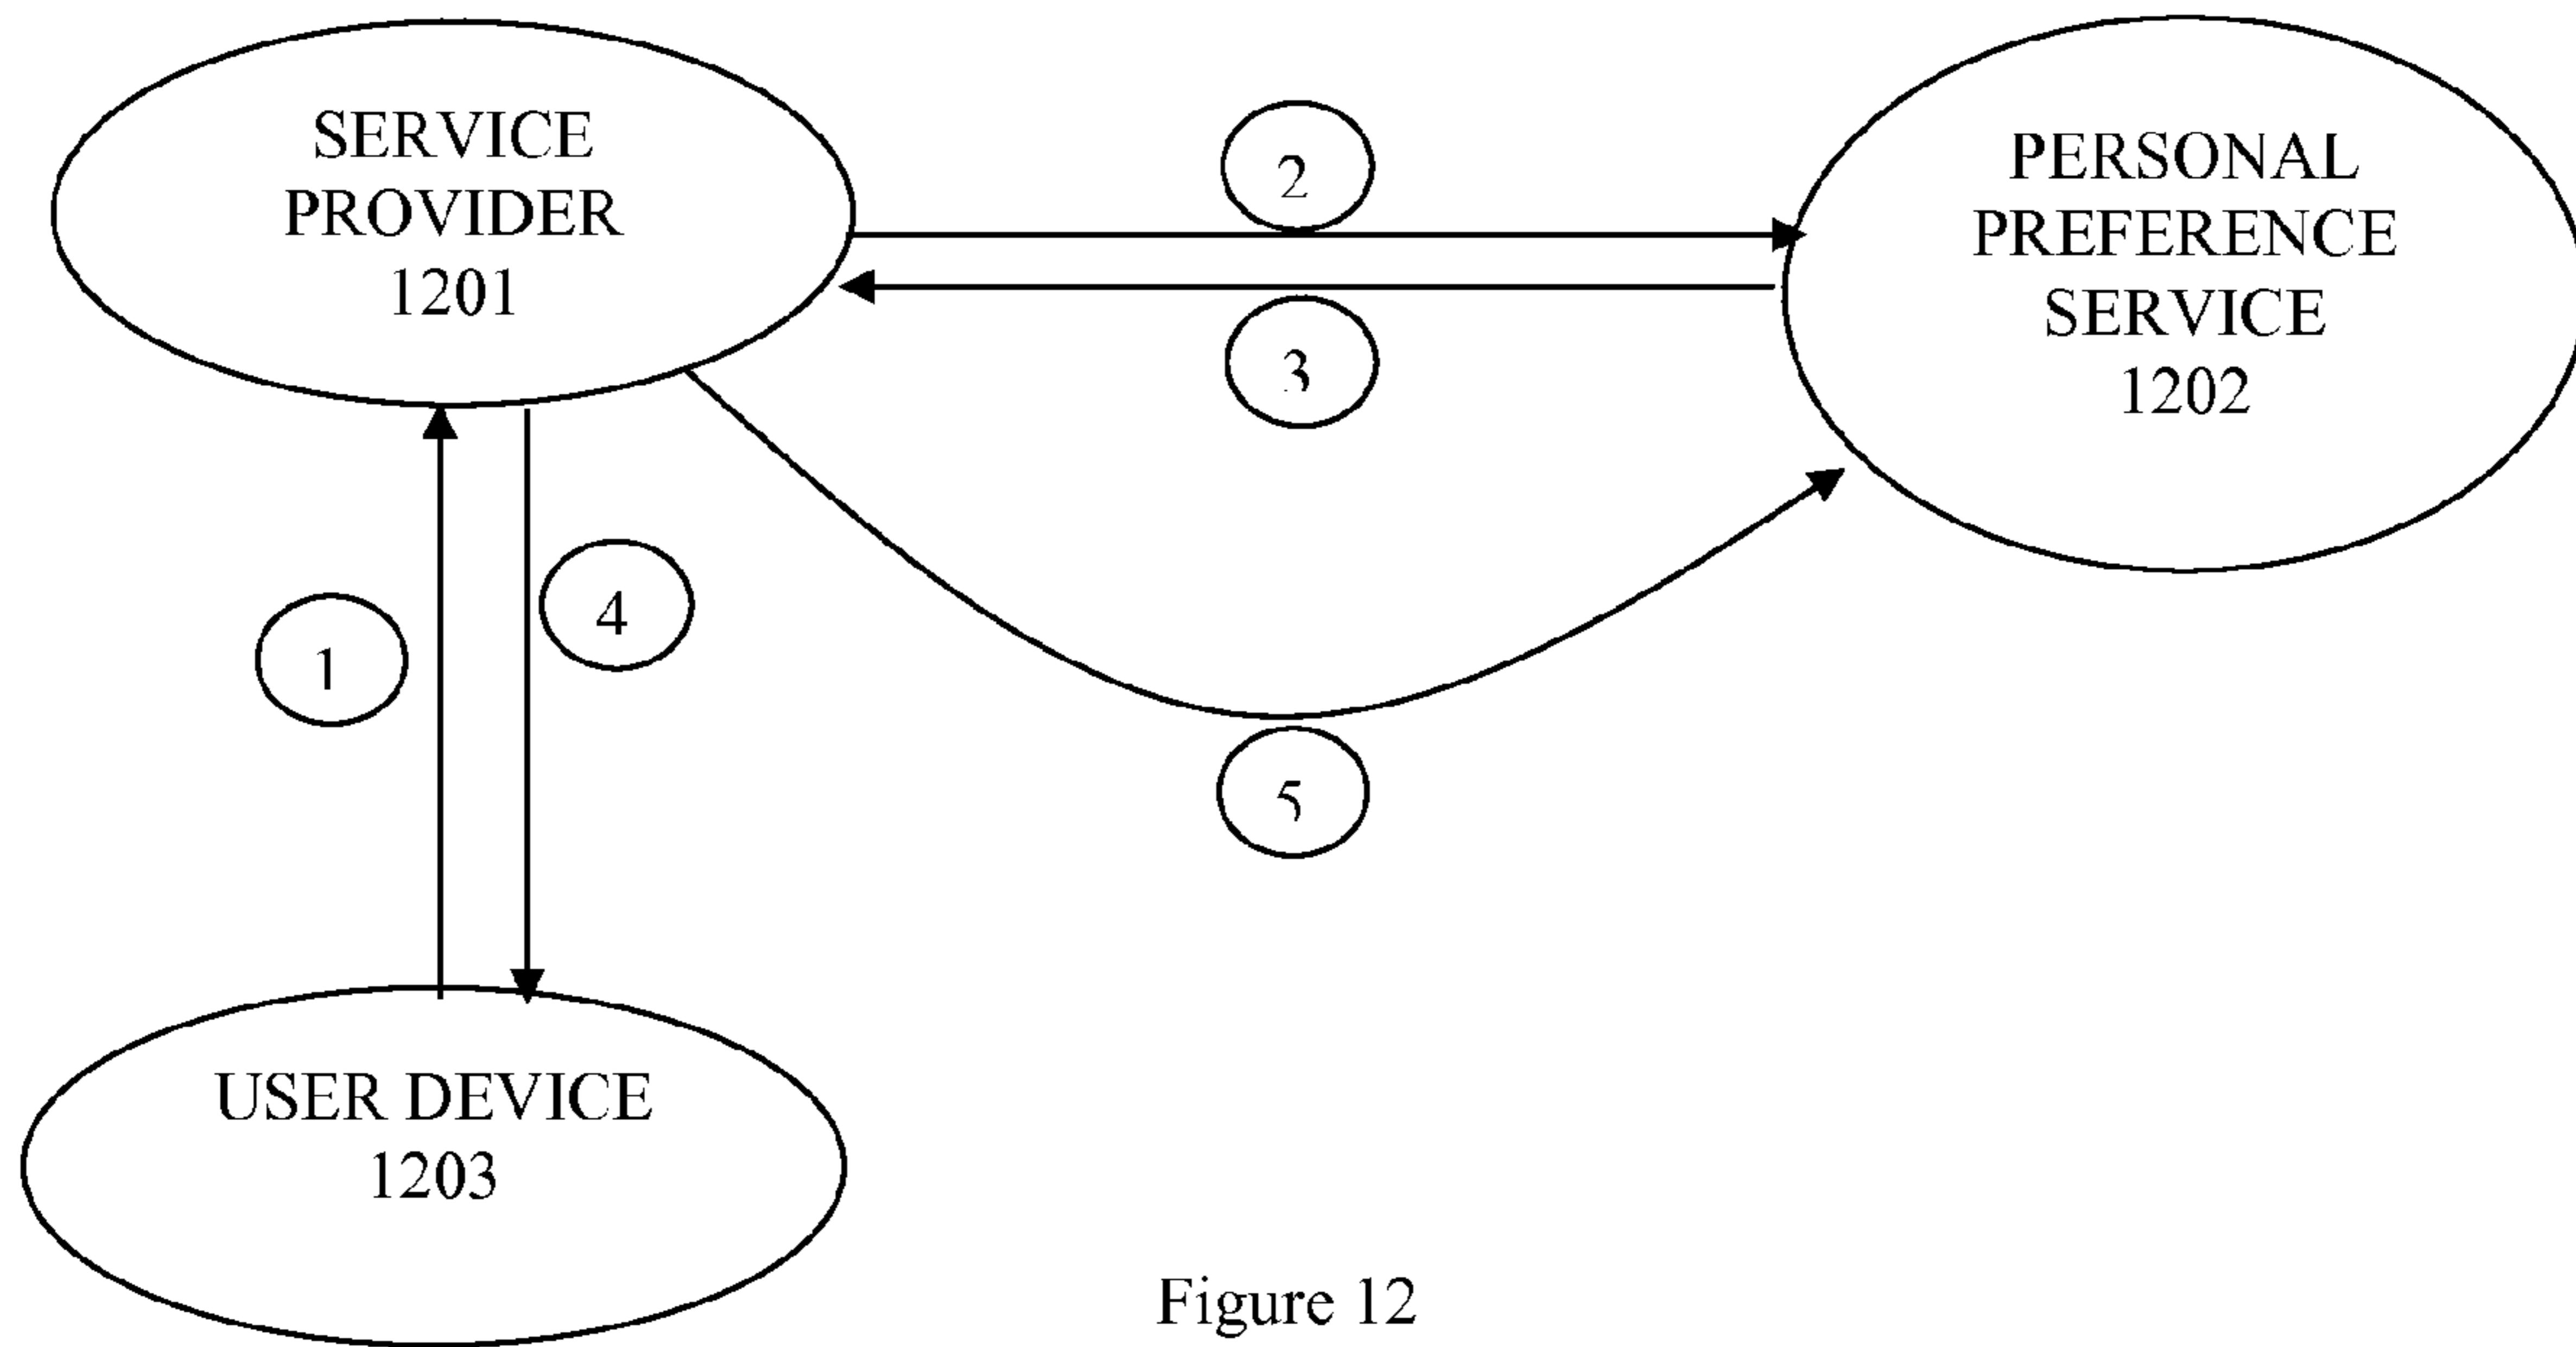 SERVICE
PROVIDER
1201
2
PERSONAL
PREFERENCE
SERVICE
1202
3
1
4
5
USER DEVICE
1203
Figure 12